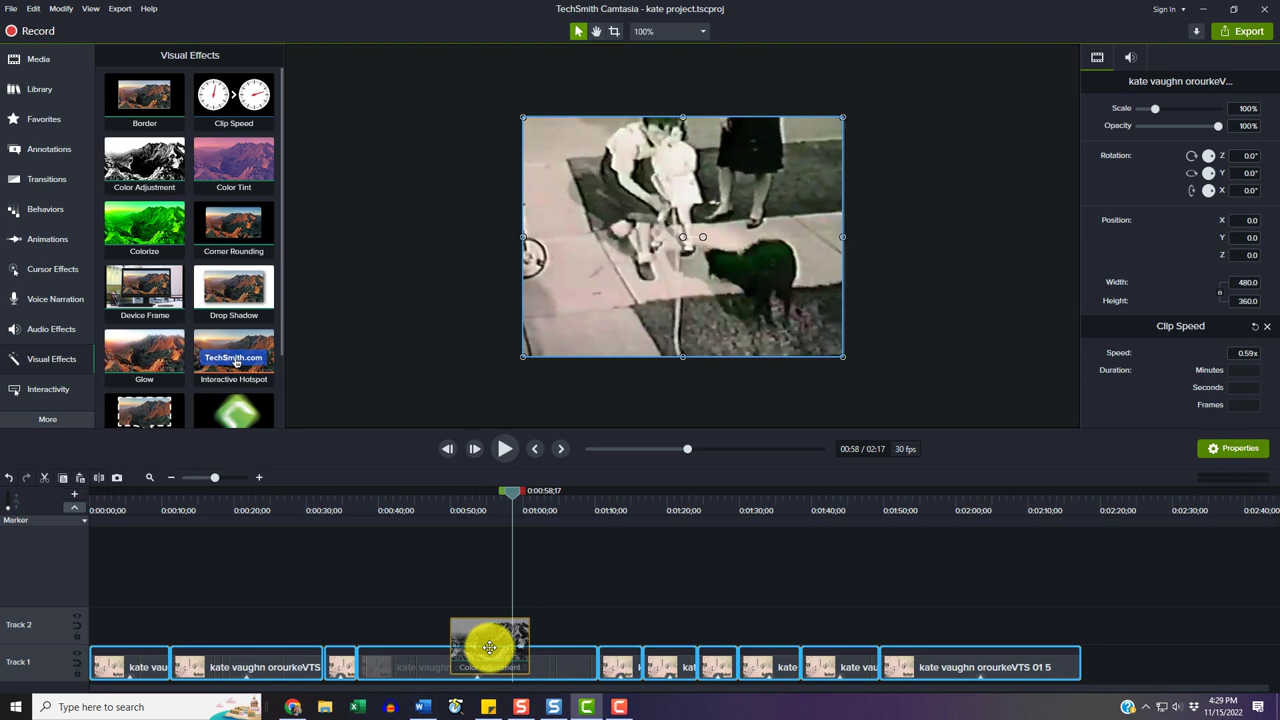 File Edit Modify View Export Help
TechSmith Camtasia - kate project.tscproj
Sign In
Record
100%
Export
Media
Library
Favorites
Annotations
Transitions
Behaviors
Animations
Cursor Effects
Voice Narration
Audio Effects
Visual Effects
Interactivity
More
Visual Effects
Border
Clip Speed
Color Adjustment
Color Tint
Colorize
Corner Rounding
Device Frame
Drop Shadow
Glow
TechSmith.com
Interactive Hotspot
kate vaughn orourkeV...
Scale 100%
Opacity 100%
Rotation: Z 0.0°
Y 0.0°
X 0.0°
Position: X 0.0
Y 0.0
Z 0.0
Width: 480.0
Height: 360.0
Clip Speed
Speed: 0.59x
Duration: Minutes
Seconds
Frames
00:58 / 02:17 30 fps
Properties
0:00:58;17
0:00:00;00 0:00:10;00 0:00:20;00 0:00:30;00 0:00:40;00 0:00:50;00 0:01:00;00 0:01:10;00 0:01:20;00 0:01:30;00 0:01:40;00 0:01:50;00 0:02:00;00 0:02:10;00 0:02:20;00 0:02:30;00 0:02:40;00
Marker
Track 2
Track 1
kate vau
kate vaughn orourkeVTS
kate vaughn
Color Adjustment
kat
kate
kate vau
kate vaughn orourkeVTS 01 5
Type here to search
4:29 PM
11/15/2022